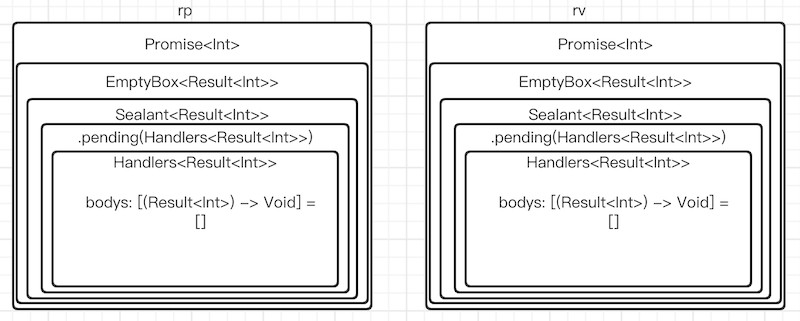 rp
Promise<Int>
EmptyBox<Result<Int>>
Sealant<Result<Int>>
.pending(Handlers<Result<Int>>)
Handlers<Result<Int>>
bodys: [(Result<Int>) -> Void] =
[]
rv
Promise<Int>
EmptyBox<Result<Int>>
Sealant<Result<Int>>
.pending(Handlers<Result<Int>>)
Handlers<Result<Int>>
bodys: [(Result<Int>) -> Void] =
[]